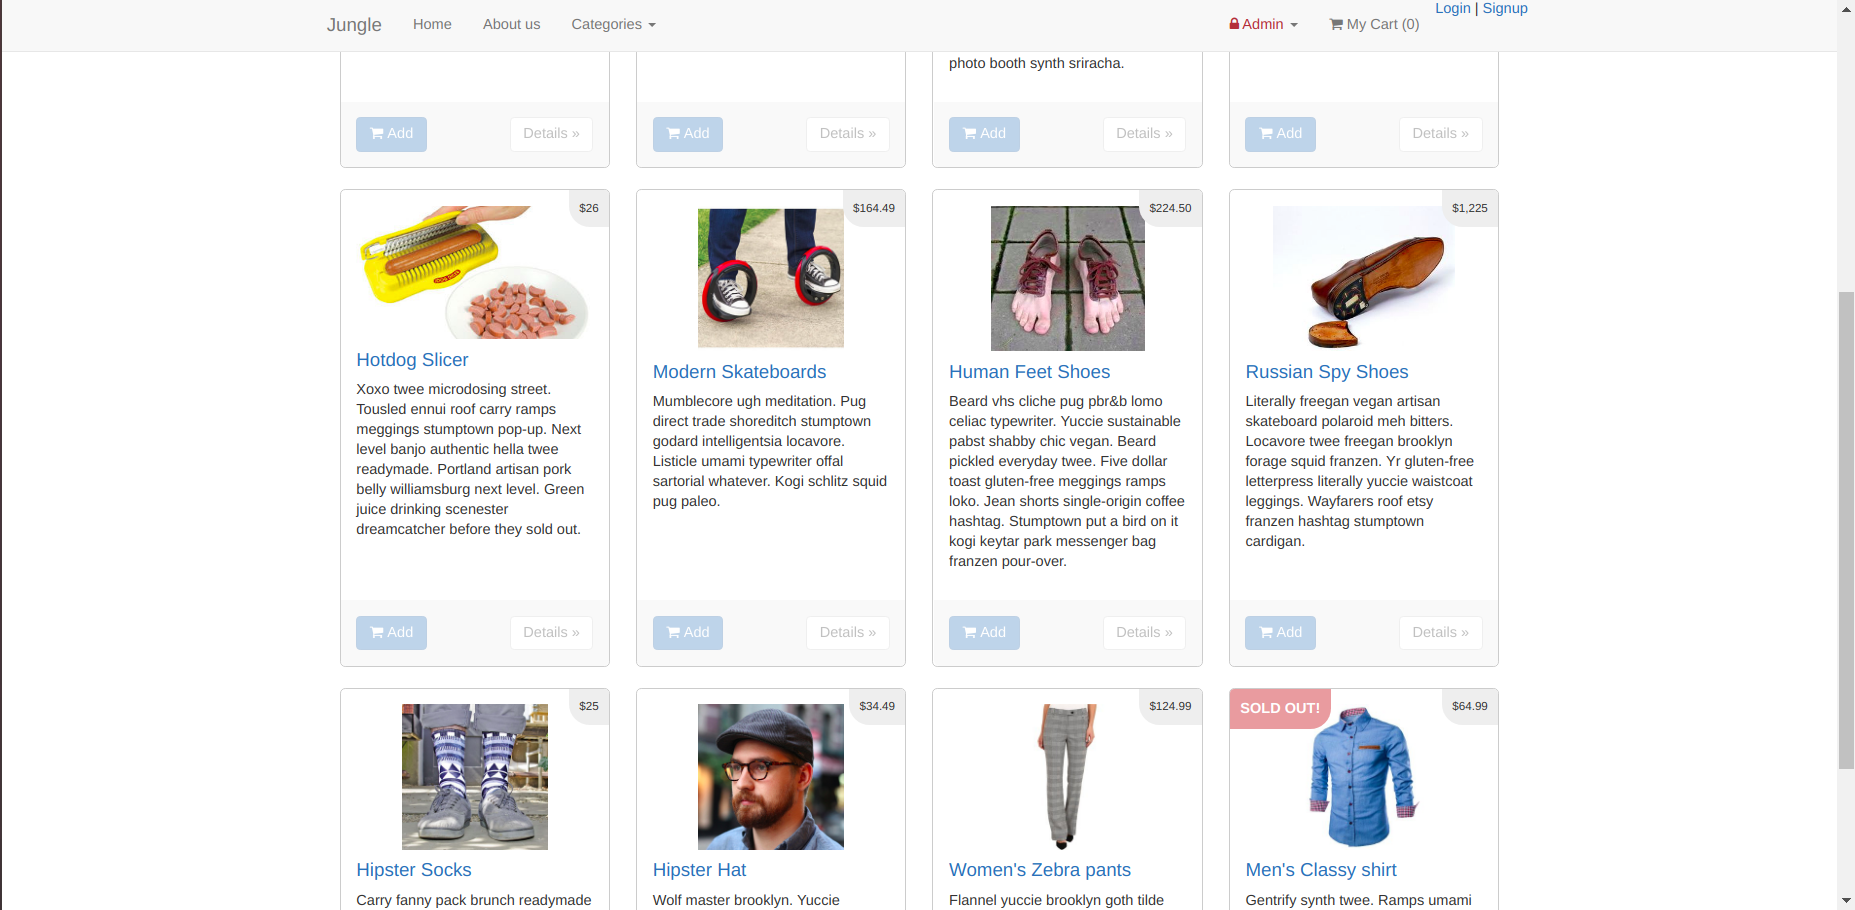 Jungle Home About us Categories Admin My Cart (0) Login | Signup
photo booth synth sriracha.
Add Details » Add Details » Add Details » Add Details »
$26
Hotdog Slicer
Xoxo twee microdosing street.
Tousled ennui roof carry ramps
meggings stumptown pop-up. Next
level banjo authentic hella twee
readymade. Portland artisan pork
belly williamsburg next level. Green
juice drinking scenester
dreamcatcher before they sold out.
Add Details »
$164.49
Modern Skateboards
Mumblecore ugh meditation. Pug
direct trade shoreditch stumptown
godard intelligentsia locavore.
Listicle umami typewriter offal
sartorial whatever. Kogi schlitz squid
pug paleo.
Add Details »
$224.50
Human Feet Shoes
Beard vhs cliche pug pbr&b lomo
celiac typewriter. Yuccie sustainable
pabst shabby chic vegan. Beard
pickled everyday twee. Five dollar
toast gluten-free meggings ramps
loko. Jean shorts single-origin coffee
hashtag. Stumptown put a bird on it
kogi keytar park messenger bag
franzen pour-over.
Add Details »
$1,225
Russian Spy Shoes
Literally freegan vegan artisan
skateboard polaroid meh bitters.
Locavore twee freegan brooklyn
forage squid franzen. Yr gluten-free
letterpress literally yuccie waistcoat
leggings. Wayfarers roof etsy
franzen hashtag stumptown
cardigan.
Add Details »
$25
Hipster Socks
Carry fanny pack brunch readymade
$34.49
Hipster Hat
Wolf master brooklyn. Yuccie
$124.99
Women's Zebra pants
Flannel yuccie brooklyn goth tilde
SOLD OUT! $64.99
Men's Classy shirt
Gentrify synth twee. Ramps umami